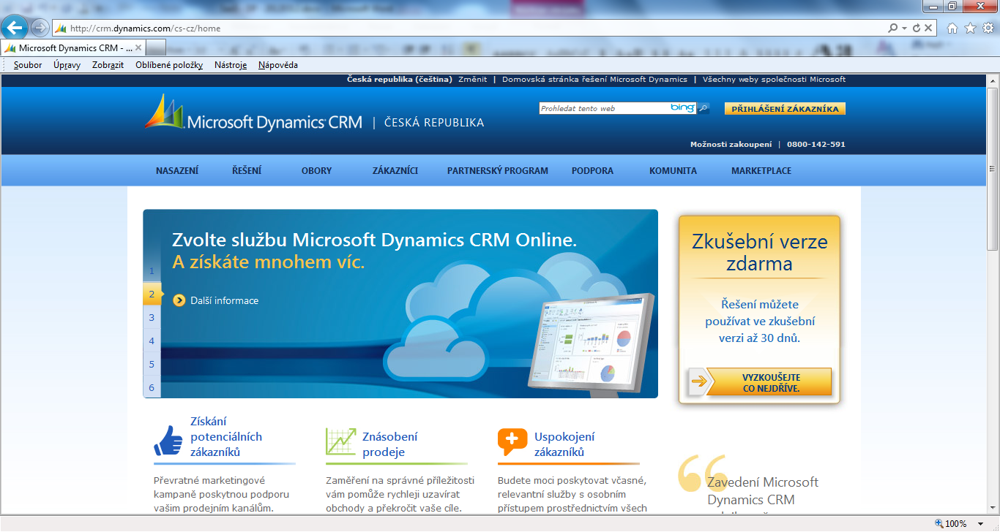 http://crm.dynamics.com/cs-cz/home
Microsoft Dynamics CRM - ...
Soubor Úpravy Zobrazit Oblíbené položky Nástroje Nápověda
Česká republika (čeština) Změnit | Domovská stránka řešení Microsoft Dynamics | Všechny weby společnosti Microsoft
Microsoft Dynamics® CRM | ČESKÁ REPUBLIKA
Prohledat tento web bing
PŘIHLÁŠENÍ ZÁKAZNÍKA
Možnosti zakoupení | 0800-142-591
NASAZENÍ ŘEŠENÍ OBORY ZÁKAZNÍCI PARTNERSKÝ PROGRAM PODPORA KOMUNITA MARKETPLACE
Zvolte službu Microsoft Dynamics CRM Online.
A získáte mnohem víc.
Další informace
1
2
3
4
5
6
Zkušební verze
zdarma
Řešení můžete
používat ve zkušební
verzi až 30 dnů.
VYZKOUŠEJTE
CO NEJDŘÍVE.
Získání
potenciálních
zákazníků
Převratné marketingové
kampaně poskytnou podporu
vašim prodejním kanálům.
Znásobení
prodeje
Zaměření na správné příležitosti
vám pomůže rychleji uzavírat
obchody a překročit vaše cíle.
Uspokojení
zákazníků
Budete moci poskytovat včasné,
relevantní služby s osobním
přístupem prostřednictvím všech
Zavedení Microsoft
Dynamics CRM
100%